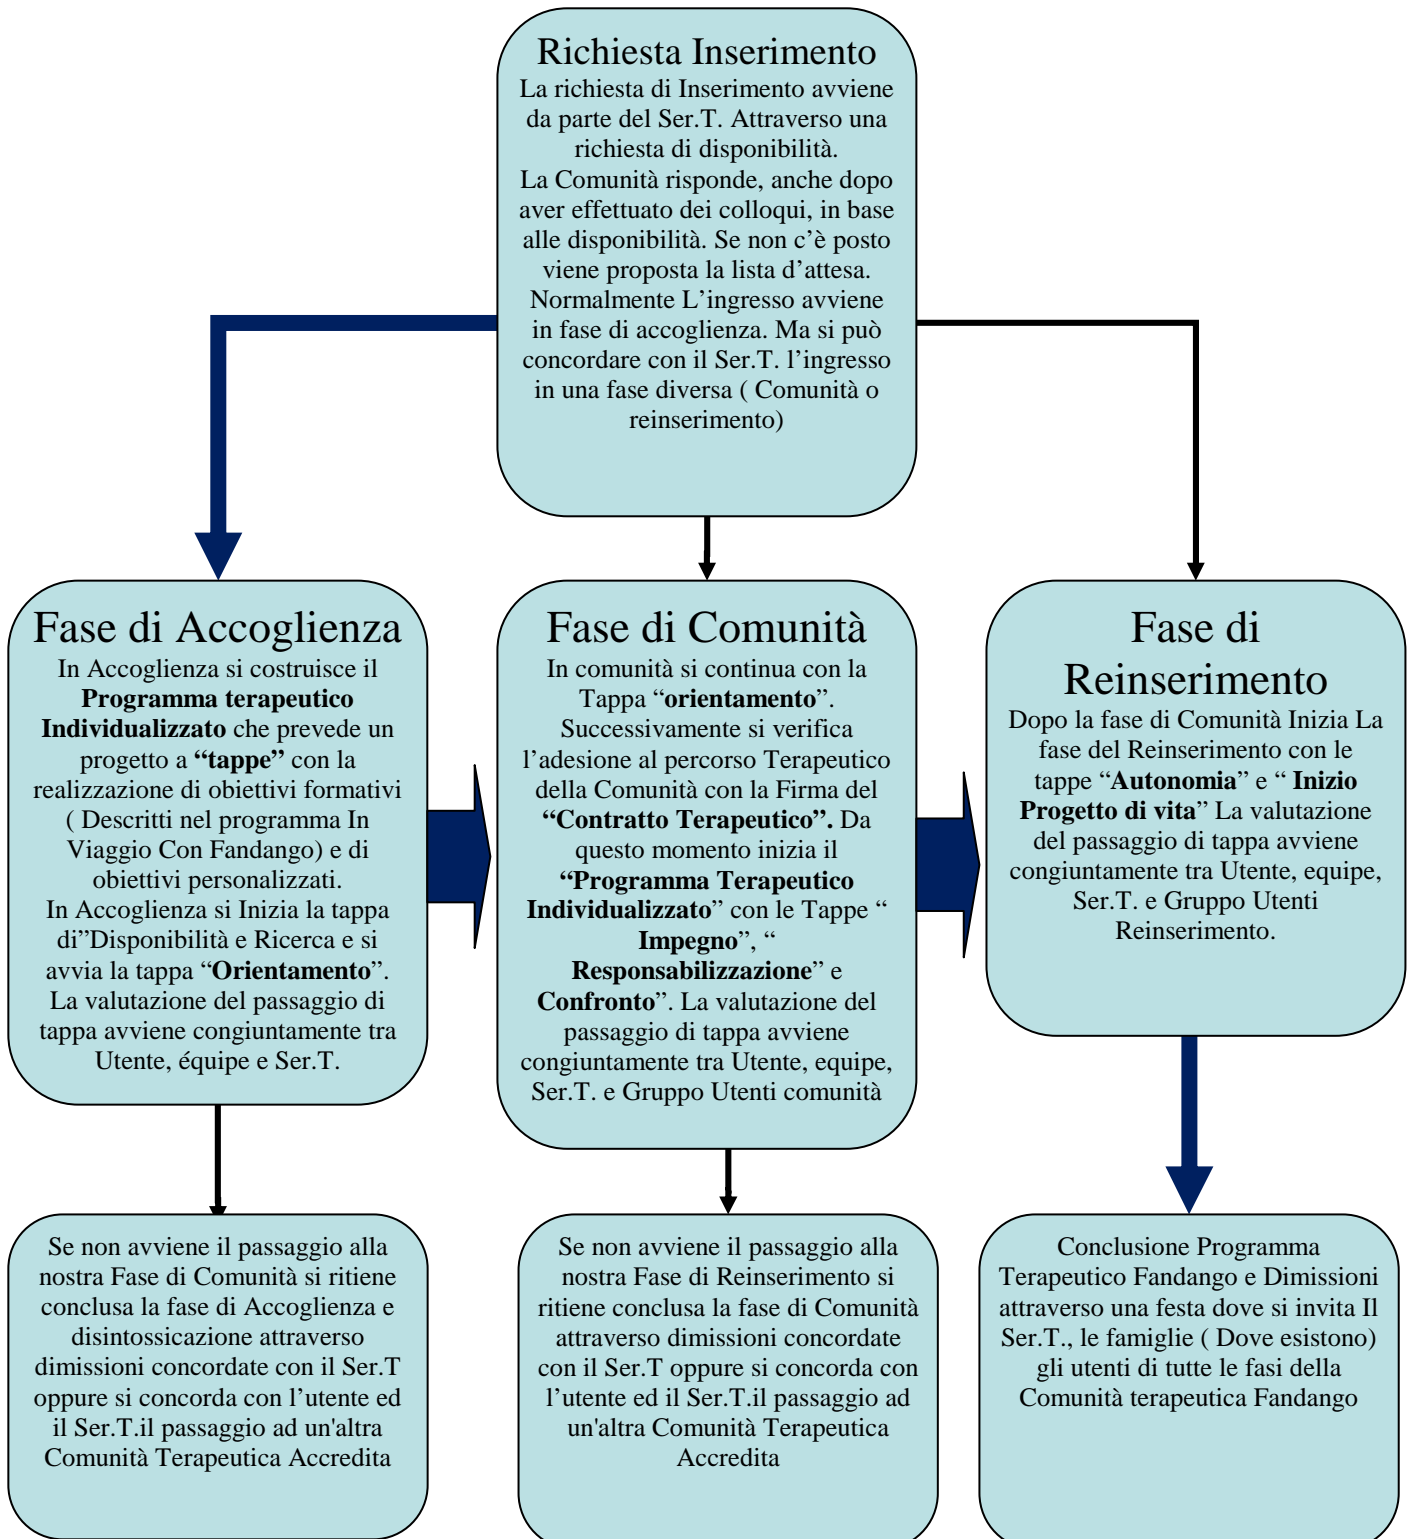 Richiesta Inserimento
La richiesta di Inserimento avviene
da parte del Ser.T. Attraverso una
richiesta di disponibilità.
La Comunità risponde, anche dopo
aver effettuato dei colloqui, in base
alle disponibilità. Se non c’è posto
viene proposta la lista d’attesa.
Normalmente L’ingresso avviene
in fase di accoglienza. Ma si può
concordare con il Ser.T. l’ingresso
in una fase diversa ( Comunità o
reinserimento)
Fase di Accoglienza
In Accoglienza si costruisce il
Programma terapeutico
Individualizzato che prevede un
progetto a “tappe” con la
realizzazione di obiettivi formativi
( Descritti nel programma In
Viaggio Con Fandango) e di
obiettivi personalizzati.
In Accoglienza si Inizia la tappa
di”Disponibilità e Ricerca e si
avvia la tappa “Orientamento”.
La valutazione del passaggio di
tappa avviene congiuntamente tra
Utente, équipe e Ser.T.
Fase di Comunità
In comunità si continua con la
Tappa “orientamento”.
Successivamente si verifica
l’adesione al percorso Terapeutico
della Comunità con la Firma del
“Contratto Terapeutico”. Da
questo momento inizia il
“Programma Terapeutico
Individualizzato” con le Tappe “
Impegno”, “
Responsabilizzazione” e
Confronto”. La valutazione del
passaggio di tappa avviene
congiuntamente tra Utente, equipe,
Ser.T. e Gruppo Utenti comunità
Fase di
Reinserimento
Dopo la fase di Comunità Inizia La
fase del Reinserimento con le
tappe “Autonomia” e “ Inizio
Progetto di vita” La valutazione
del passaggio di tappa avviene
congiuntamente tra Utente, equipe,
Ser.T. e Gruppo Utenti
Reinserimento.
Se non avviene il passaggio alla
nostra Fase di Comunità si ritiene
conclusa la fase di Accoglienza e
disintossicazione attraverso
dimissioni concordate con il Ser.T
oppure si concorda con l’utente ed
il Ser.T.il passaggio ad un'altra
Comunità Terapeutica Accredita
Se non avviene il passaggio alla
nostra Fase di Reinserimento si
ritiene conclusa la fase di Comunità
attraverso dimissioni concordate
con il Ser.T oppure si concorda con
l’utente ed il Ser.T.il passaggio ad
un'altra Comunità Terapeutica
Accredita
Conclusione Programma
Terapeutico Fandango e Dimissioni
attraverso una festa dove si invita Il
Ser.T., le famiglie ( Dove esistono)
gli utenti di tutte le fasi della
Comunità terapeutica Fandango